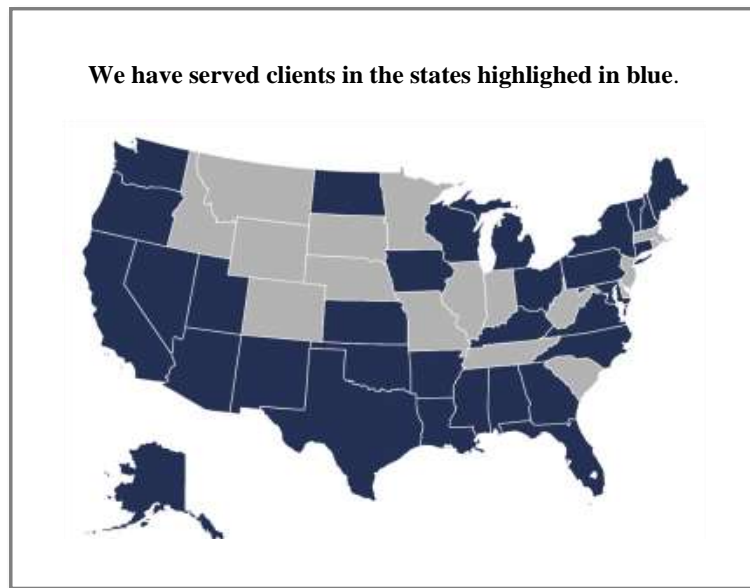 We have served clients in the states highlighed in blue.